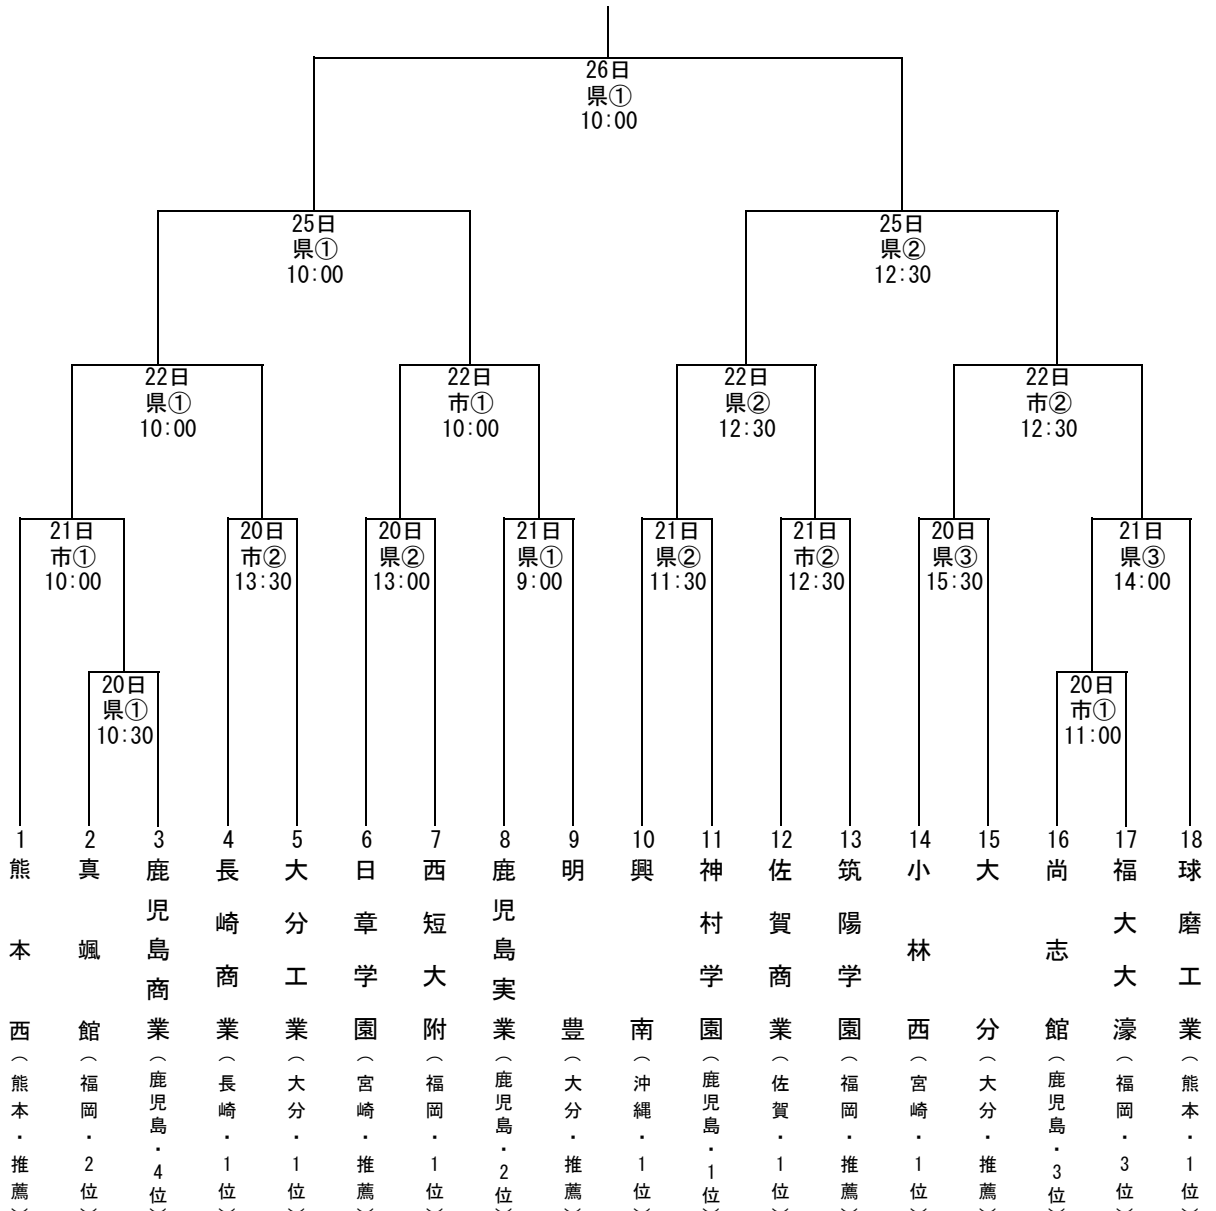 26日
県①
10:00
25日
県①
10:00
25日
県②
12:30
22日
県①
10:00
22日
市①
10:00
22日
県②
12:30
22日
市②
12:30
21日
市①
10:00
20日
市②
13:30
20日
県②
13:00
21日
県①
9:00
21日
県②
11:30
21日
市②
12:30
20日
県③
15:30
21日
県③
14:00
20日
県①
10:30
20日
市①
11:00
1
熊本西(熊本・推薦)
2
真颯館(福岡・2位)
3
鹿児島商業(鹿児島・4位)
4
長崎商業(長崎・1位)
5
大分工業(大分・1位)
6
日章学園(宮崎・推薦)
7
西短大附(福岡・1位)
8
鹿児島実業(鹿児島・2位)
9
明豊(大分・推薦)
10
興南(沖縄・1位)
11
神村学園(鹿児島・1位)
12
佐賀商業(佐賀・1位)
13
筑陽学園(福岡・推薦)
14
小林西(宮崎・1位)
15
大分(大分・推薦)
16
尚志館(鹿児島・3位)
17
福大大濠(福岡・3位)
18
球磨工業(熊本・1位)